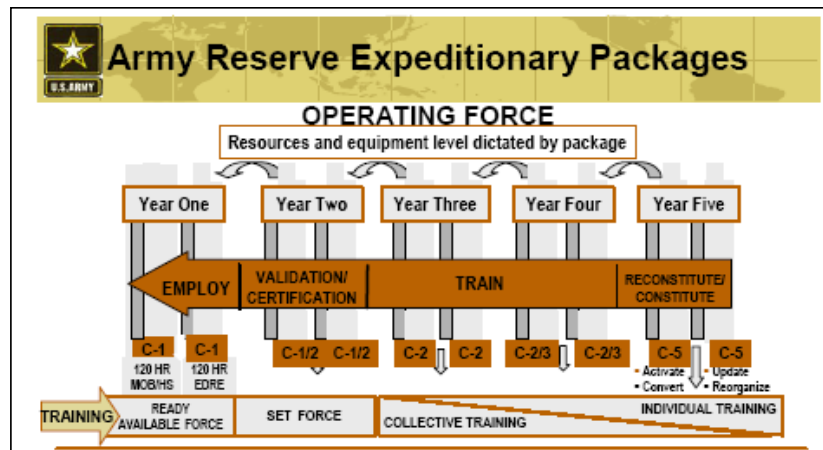 U.S.ARMY
Army Reserve Expeditionary Packages
OPERATING FORCE
Resources and equipment level dictated by package
Year One
Year Two
Year Three
Year Four
Year Five
EMPLOY
VALIDATION/
CERTIFICATION
TRAIN
RECONSTITUTE/
CONSTITUTE
C-1
C-1
C-1/2
C-1/2
C-2
C-2
C-2/3
C-2/3
C-5
C-5
120 HR
MOB/HS
120 HR
EDRE
• Activate
• Convert
• Update
• Reorganize
TRAINING
READY
AVAILABLE FORCE
SET FORCE
COLLECTIVE TRAINING
INDIVIDUAL TRAINING